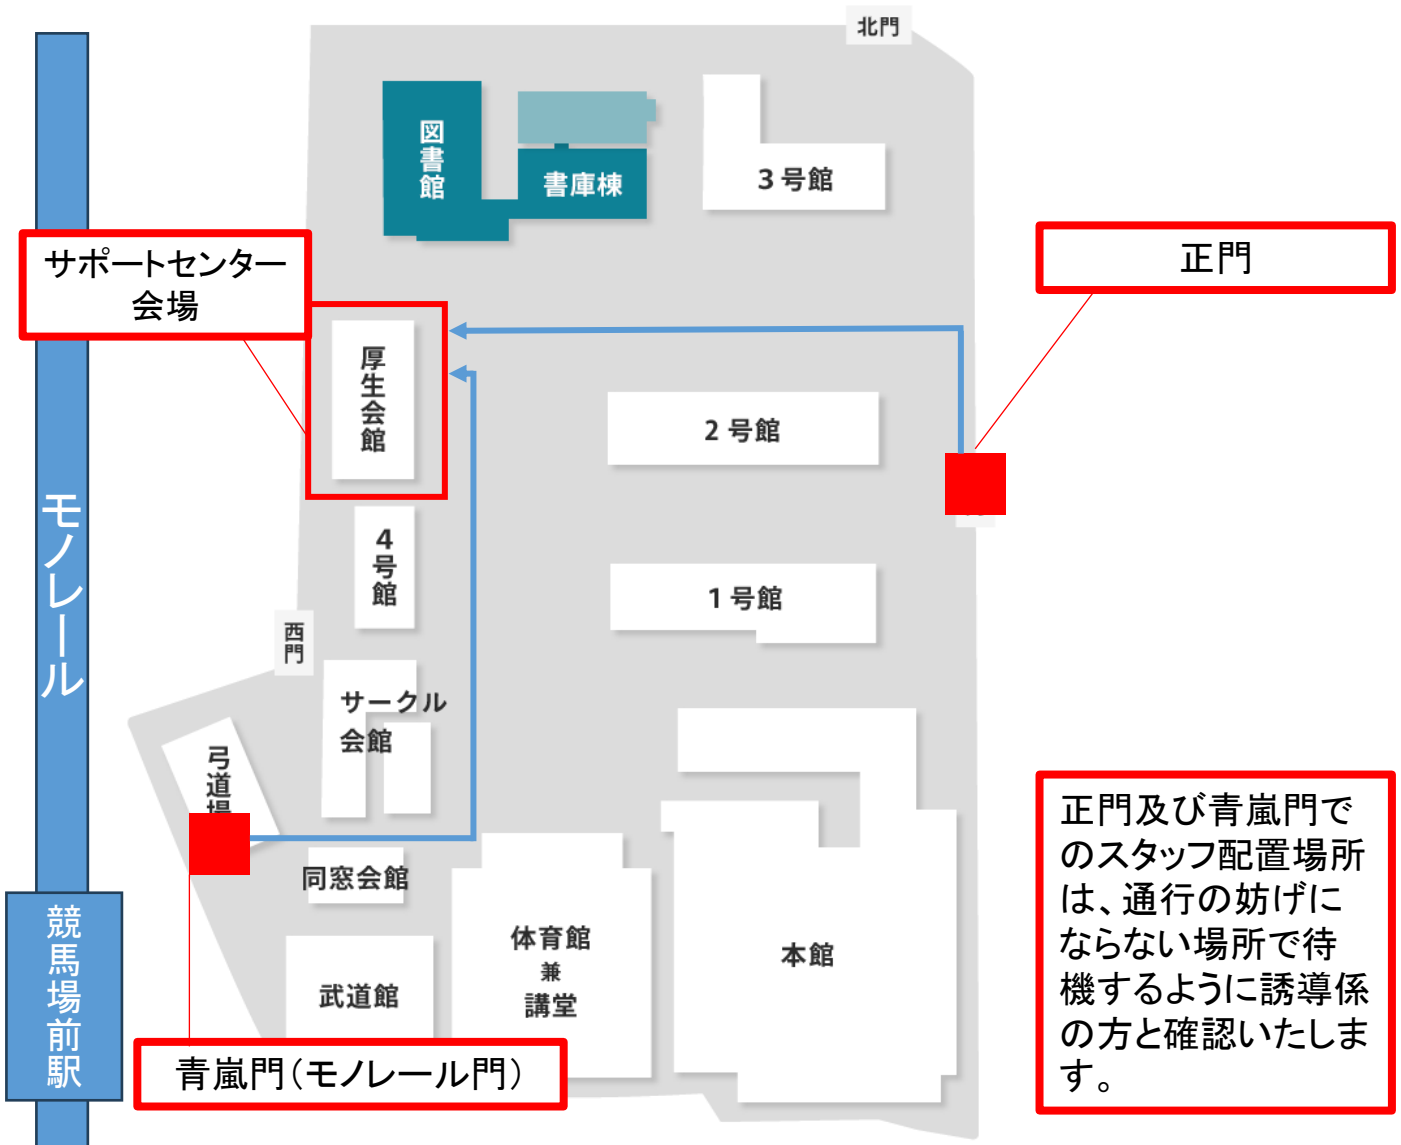 北門
図書館
書庫棟
3号館
サポートセンター
会場
正門
厚生会館
2号館
モノレール
4号館
1号館
西門
サークル
会館
弓道場
同窓会館
競馬場前駅
武道館
体育館
兼
講堂
本館
青嵐門(モノレール門)
正門及び青嵐門で
のスタッフ配置場所
は、通行の妨げに
ならない場所で待
機するように誘導係
の方と確認いたしま
す。